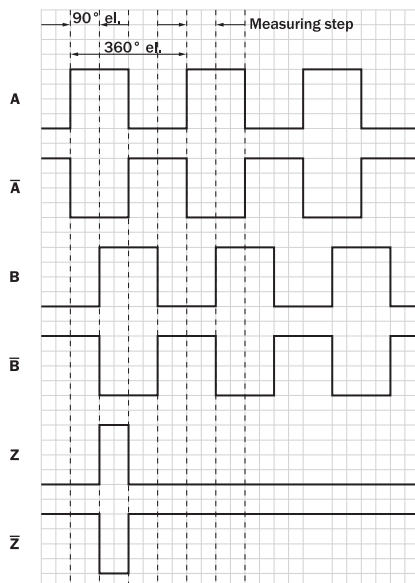 90° el.
Measuring step
360° el.
A
A̅
B
B̅
Z
Z̅